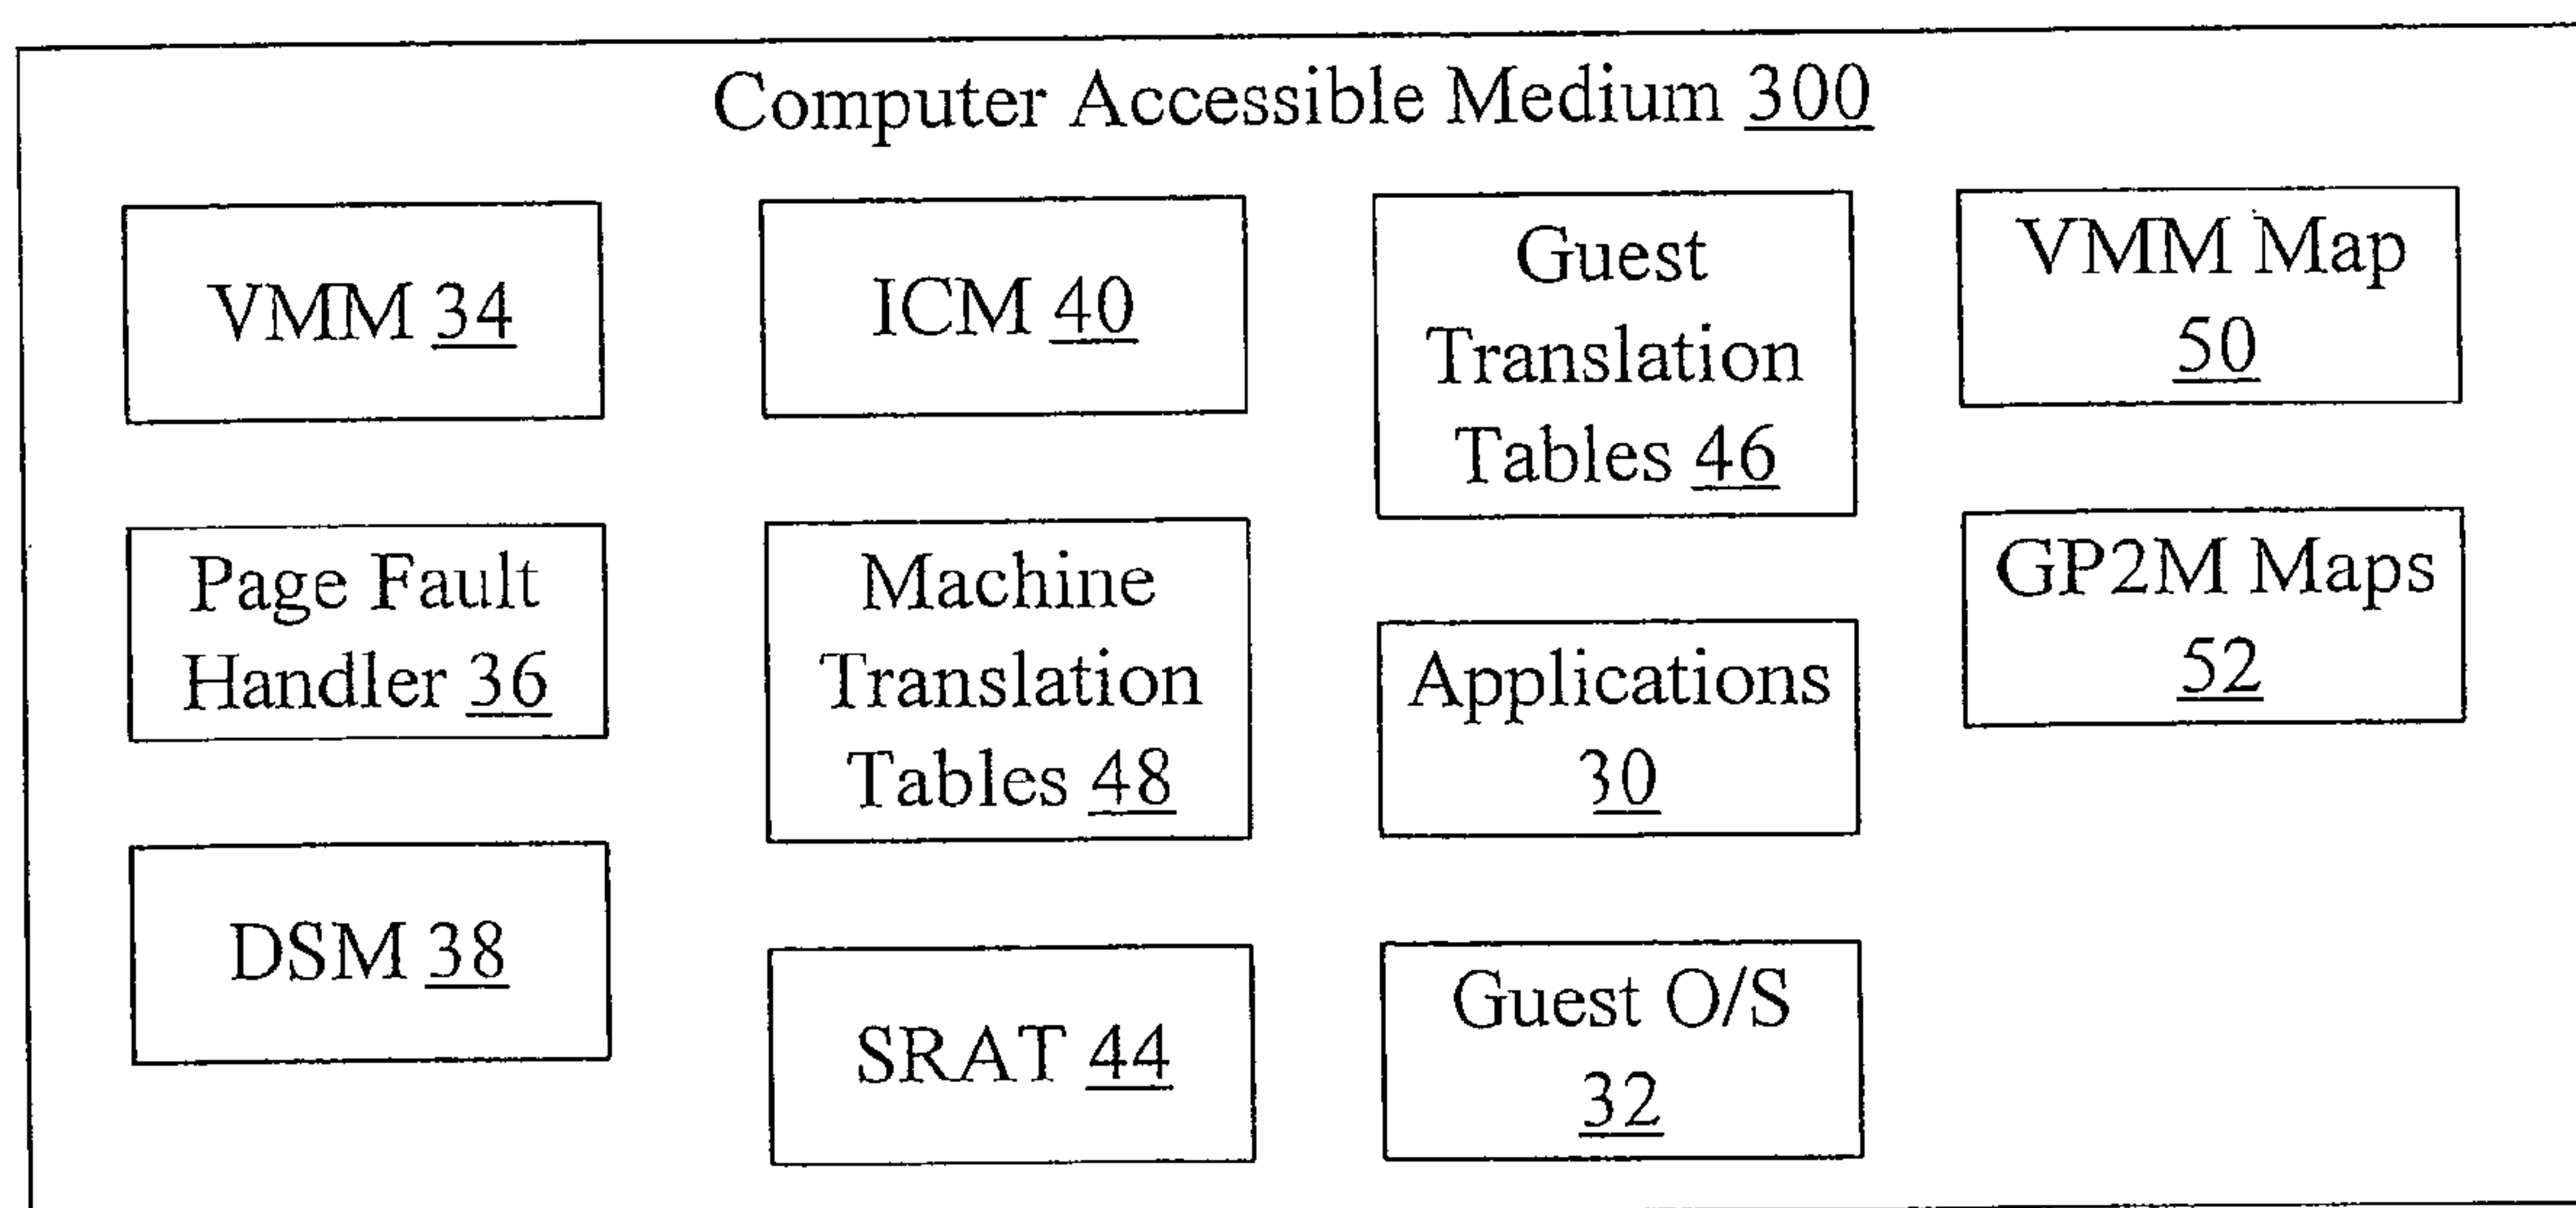 Computer Accessible Medium 300
VMM 34
Page Fault
Handler 36
DSM 38
ICM 40
Machine
Translation
Tables 48
SRAT 44
Guest
Translation
Tables 46
Applications
30
Guest O/S
32
VMM Map
50
GP2M Maps
52